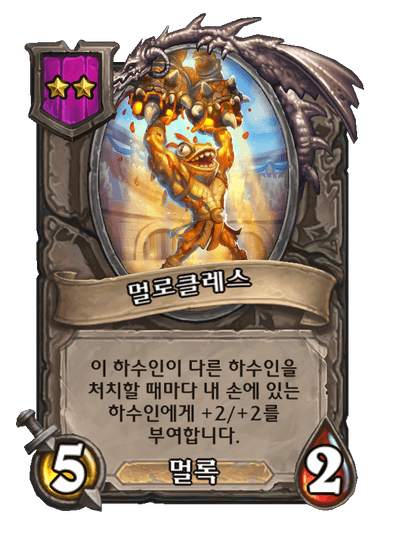 멀로클레스
이 하수인이 다른 하수인을
처치할 때마다 내 손에 있는
하수인에게 +2/+2를
부여합니다.
5
멀록
2